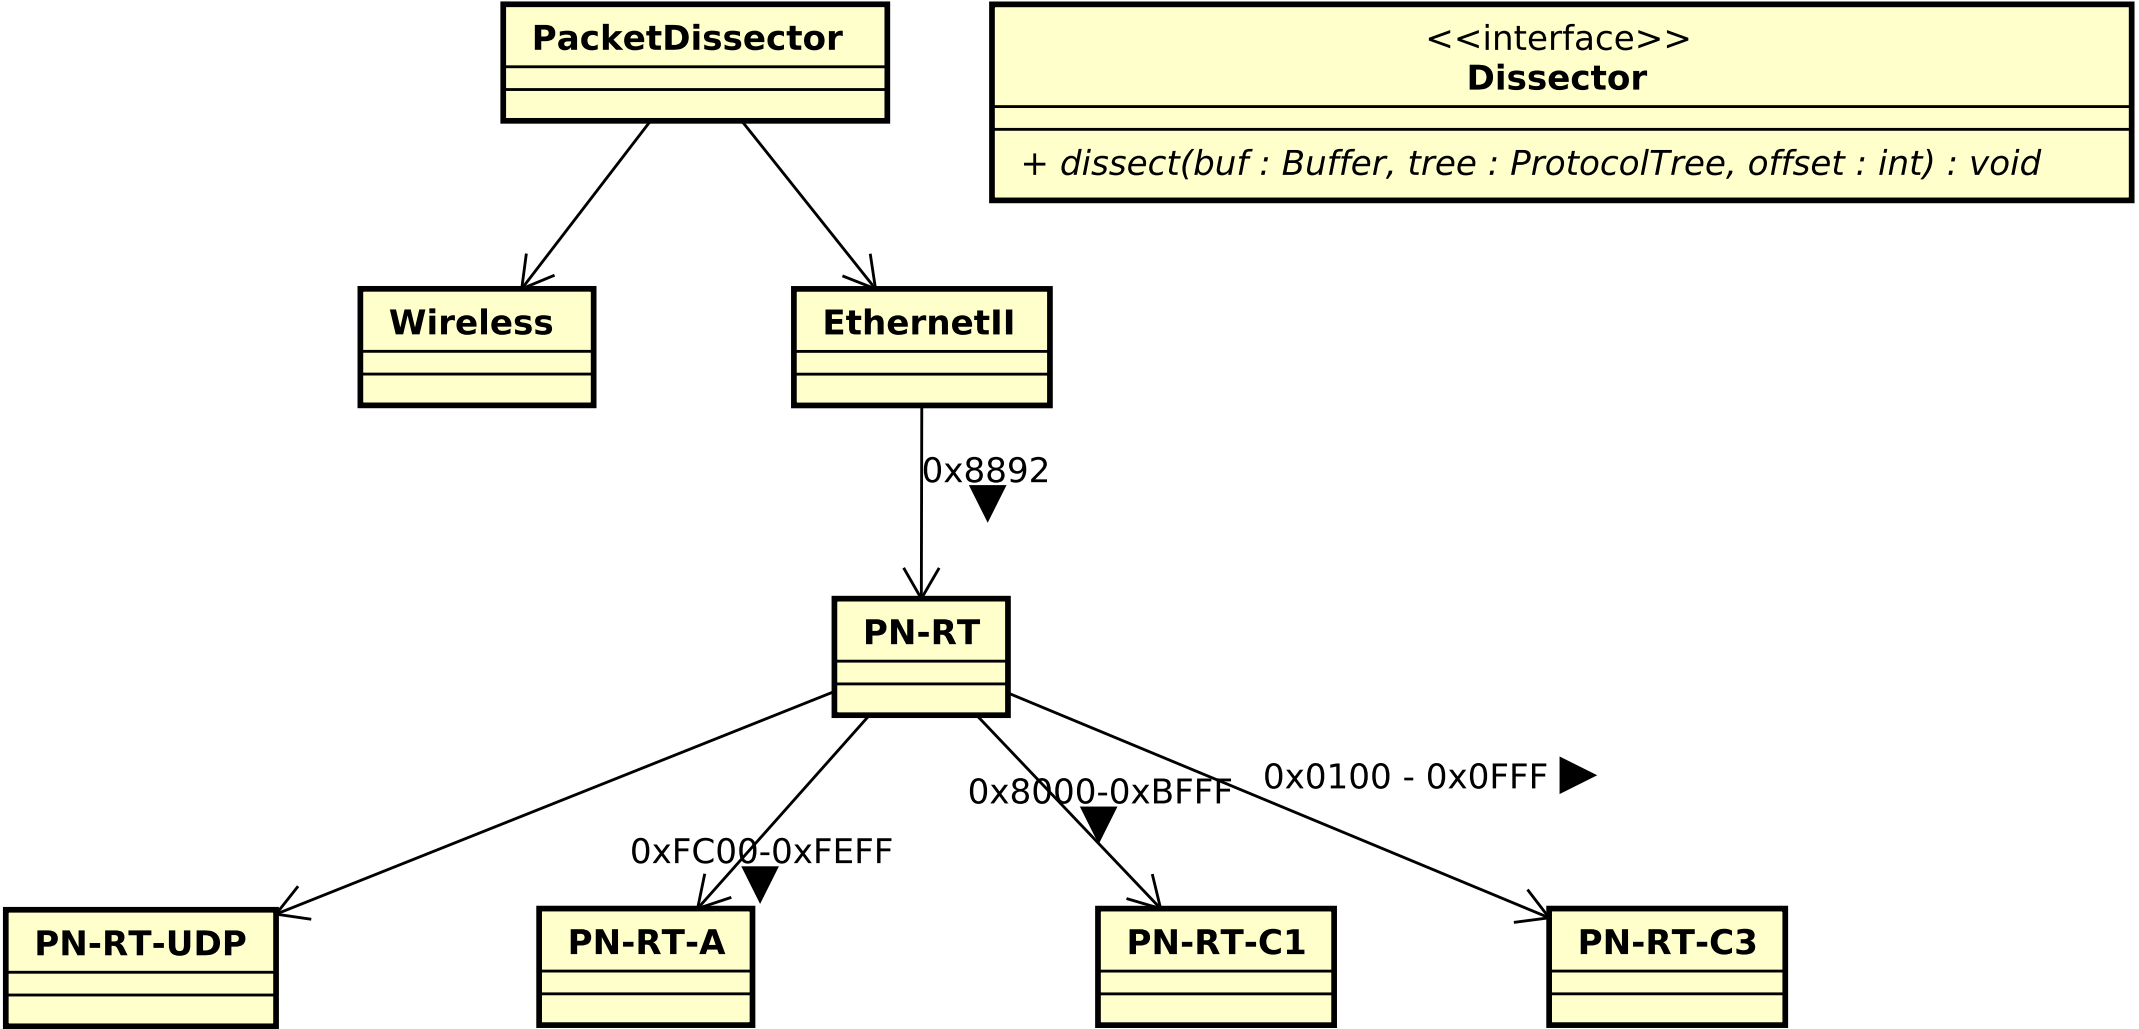 PacketDissector
<<interface>>
Dissector
+ dissect(buf : Buffer, tree : ProtocolTree, offset : int) : void
Wireless
EthernetII
0x8892
PN-RT
0x0100 - 0x0FFF
0x8000-0xBFFF
0xFC00-0xFEFF
PN-RT-UDP
PN-RT-A
PN-RT-C1
PN-RT-C3